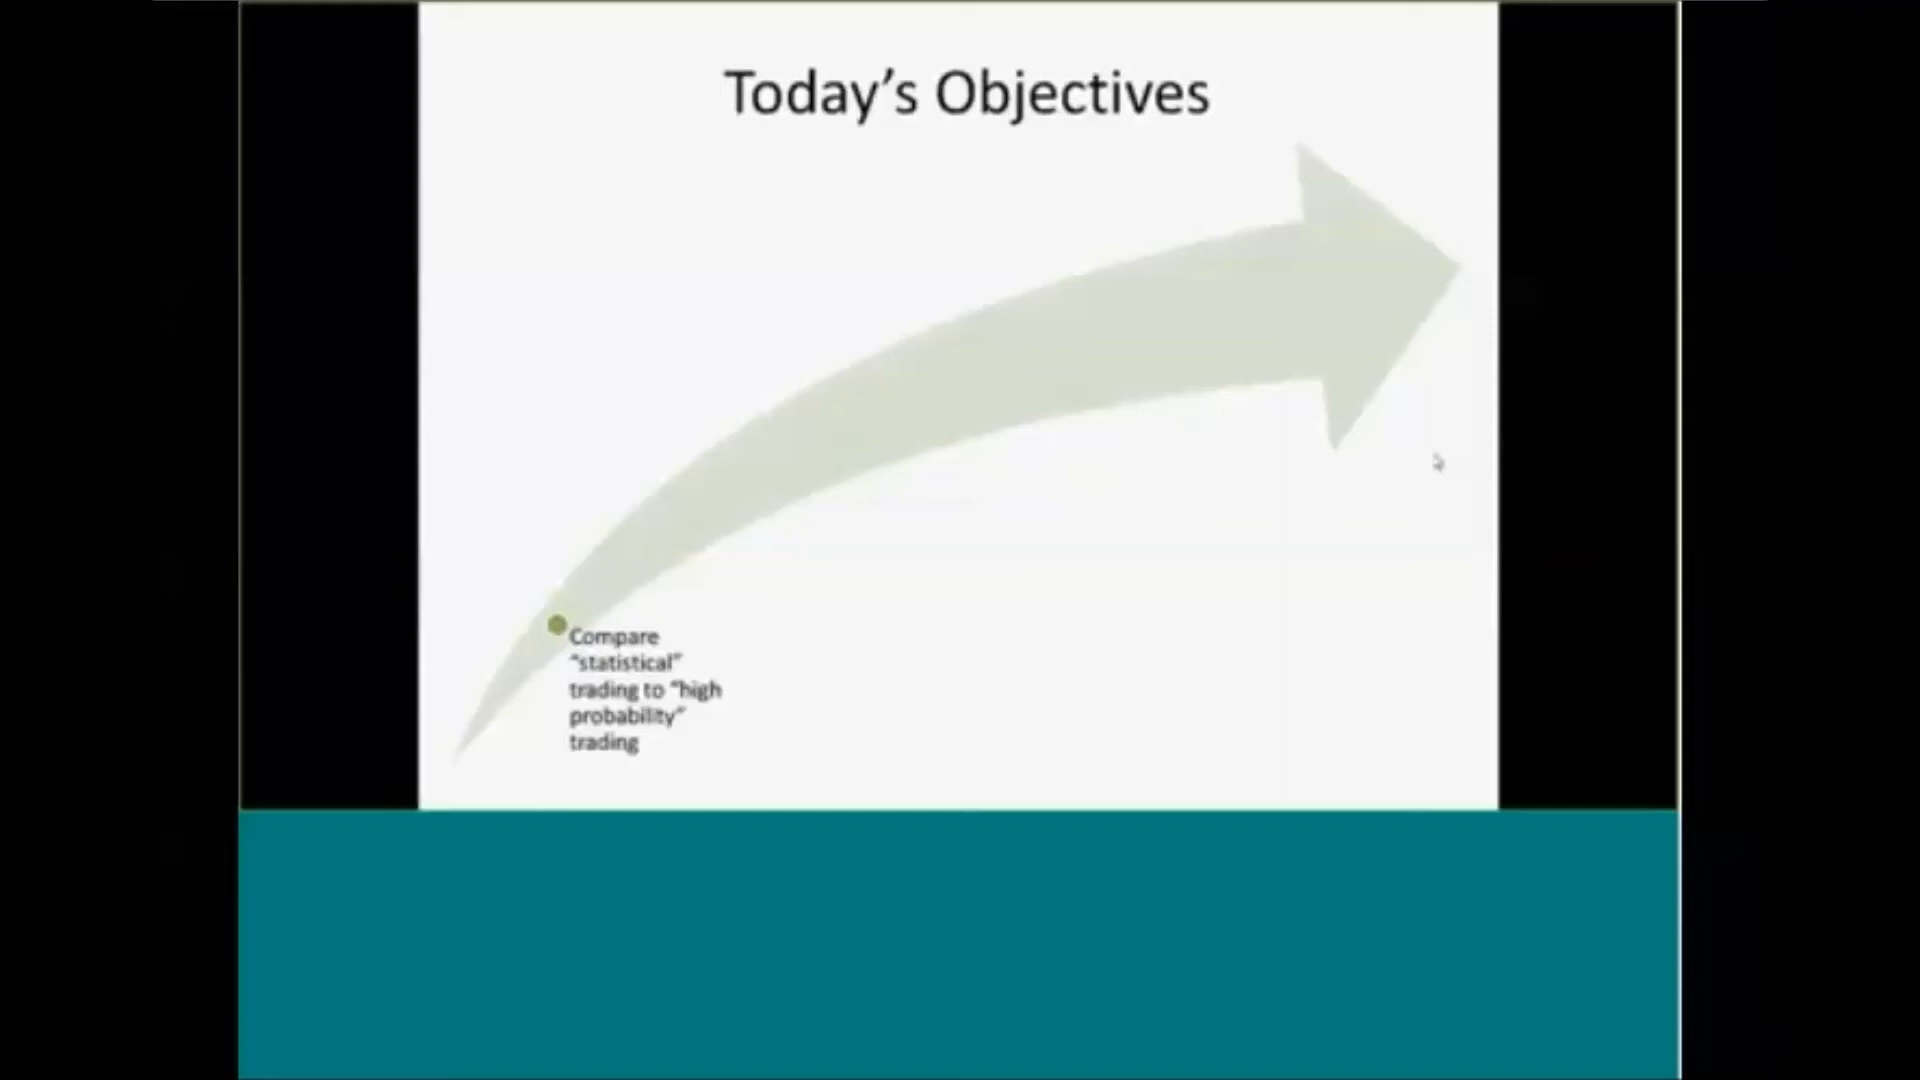 Today’s Objectives
Compare
“statistical”
trading to “high
probability”
trading